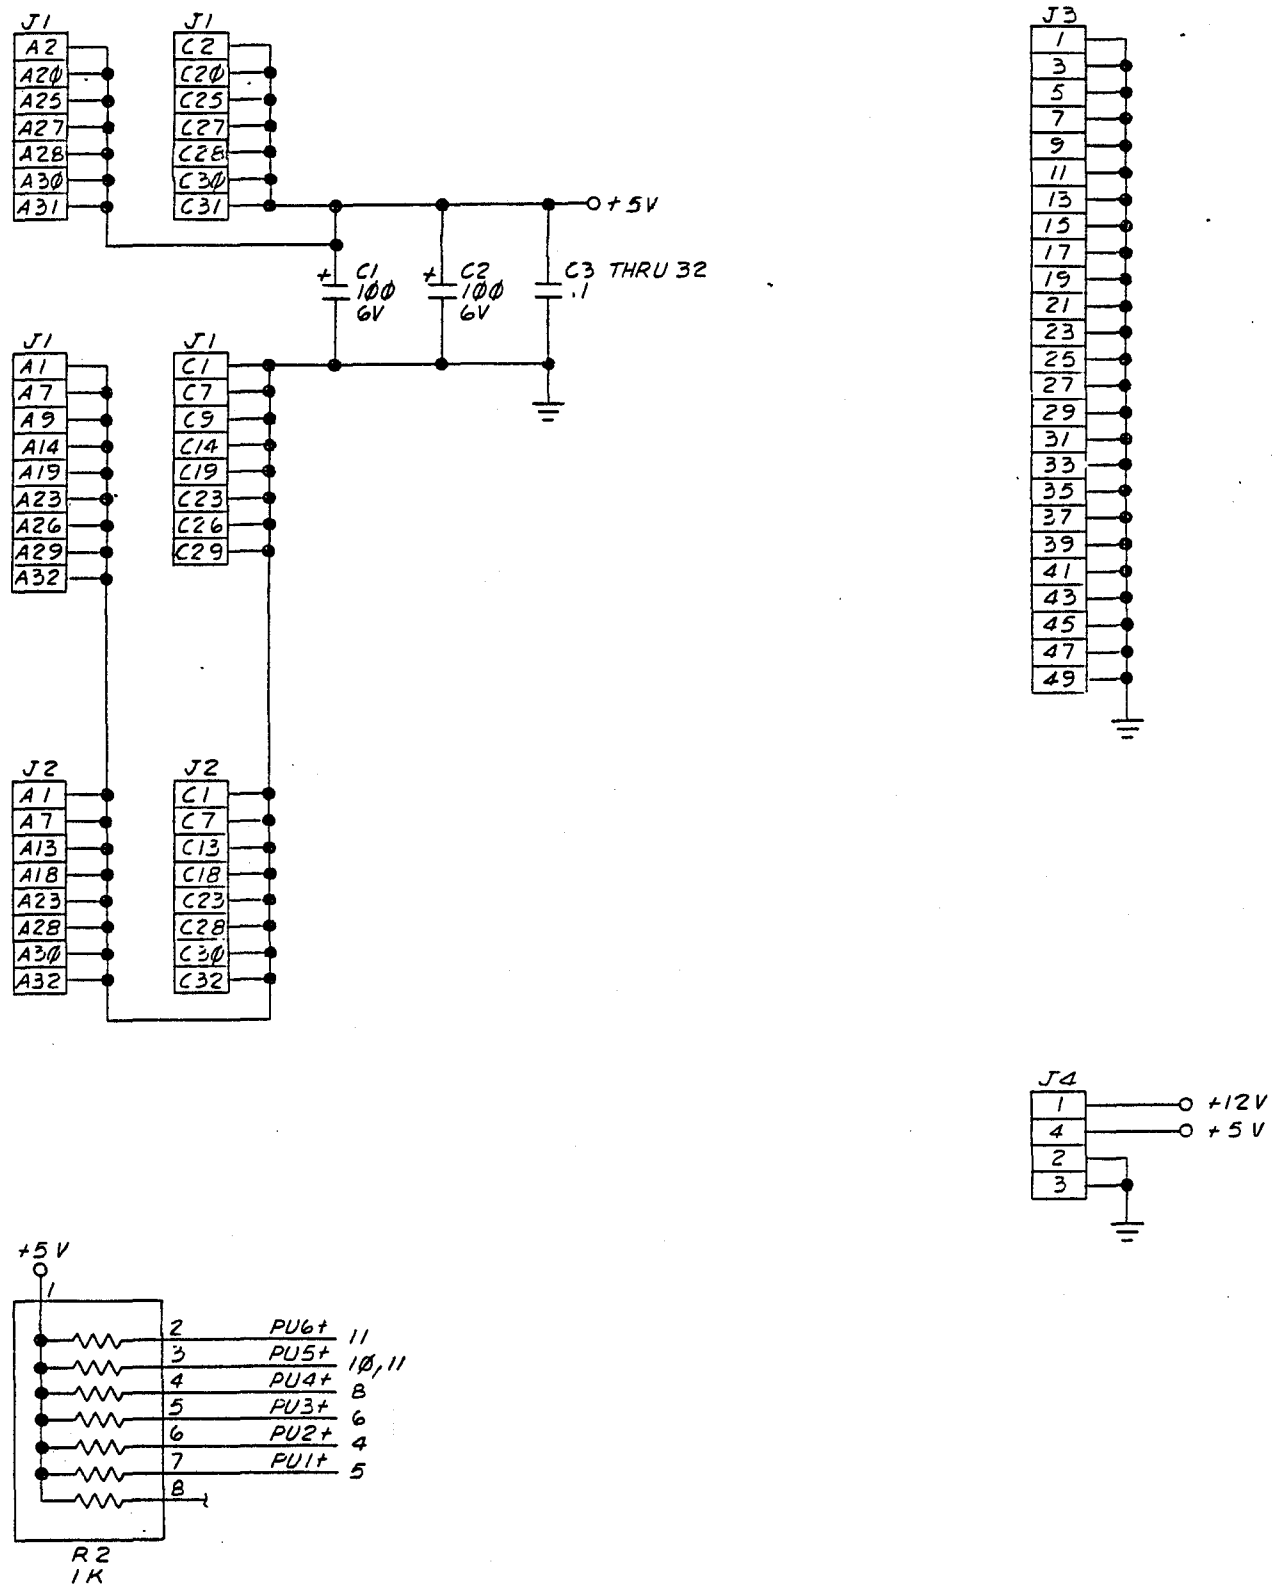 J1
A2
A2Ø
A25
A27
A28
A3Ø
A31
J1
C2
C2Ø
C25
C27
C28
C3Ø
C31
+5V
+ C1
1ØØ
6V
+ C2
1ØØ
6V
C3 THRU 32
.1
J1
A1
A7
A9
A14
A19
A23
A26
A29
A32
J1
C1
C7
C9
C14
C19
C23
C26
C29
J2
A1
A7
A13
A18
A23
A28
A3Ø
A32
J2
C1
C7
C13
C18
C23
C28
C3Ø
C32
J3
1
3
5
7
9
11
13
15
17
19
21
23
25
27
29
31
33
35
37
39
41
43
45
47
49
J4
1 +12V
4 +5V
2
3
+5V
1
2 PU6+ 11
3 PU5+ 1Ø,11
4 PU4+ 8
5 PU3+ 6
6 PU2+ 4
7 PU1+ 5
8
R2
1K